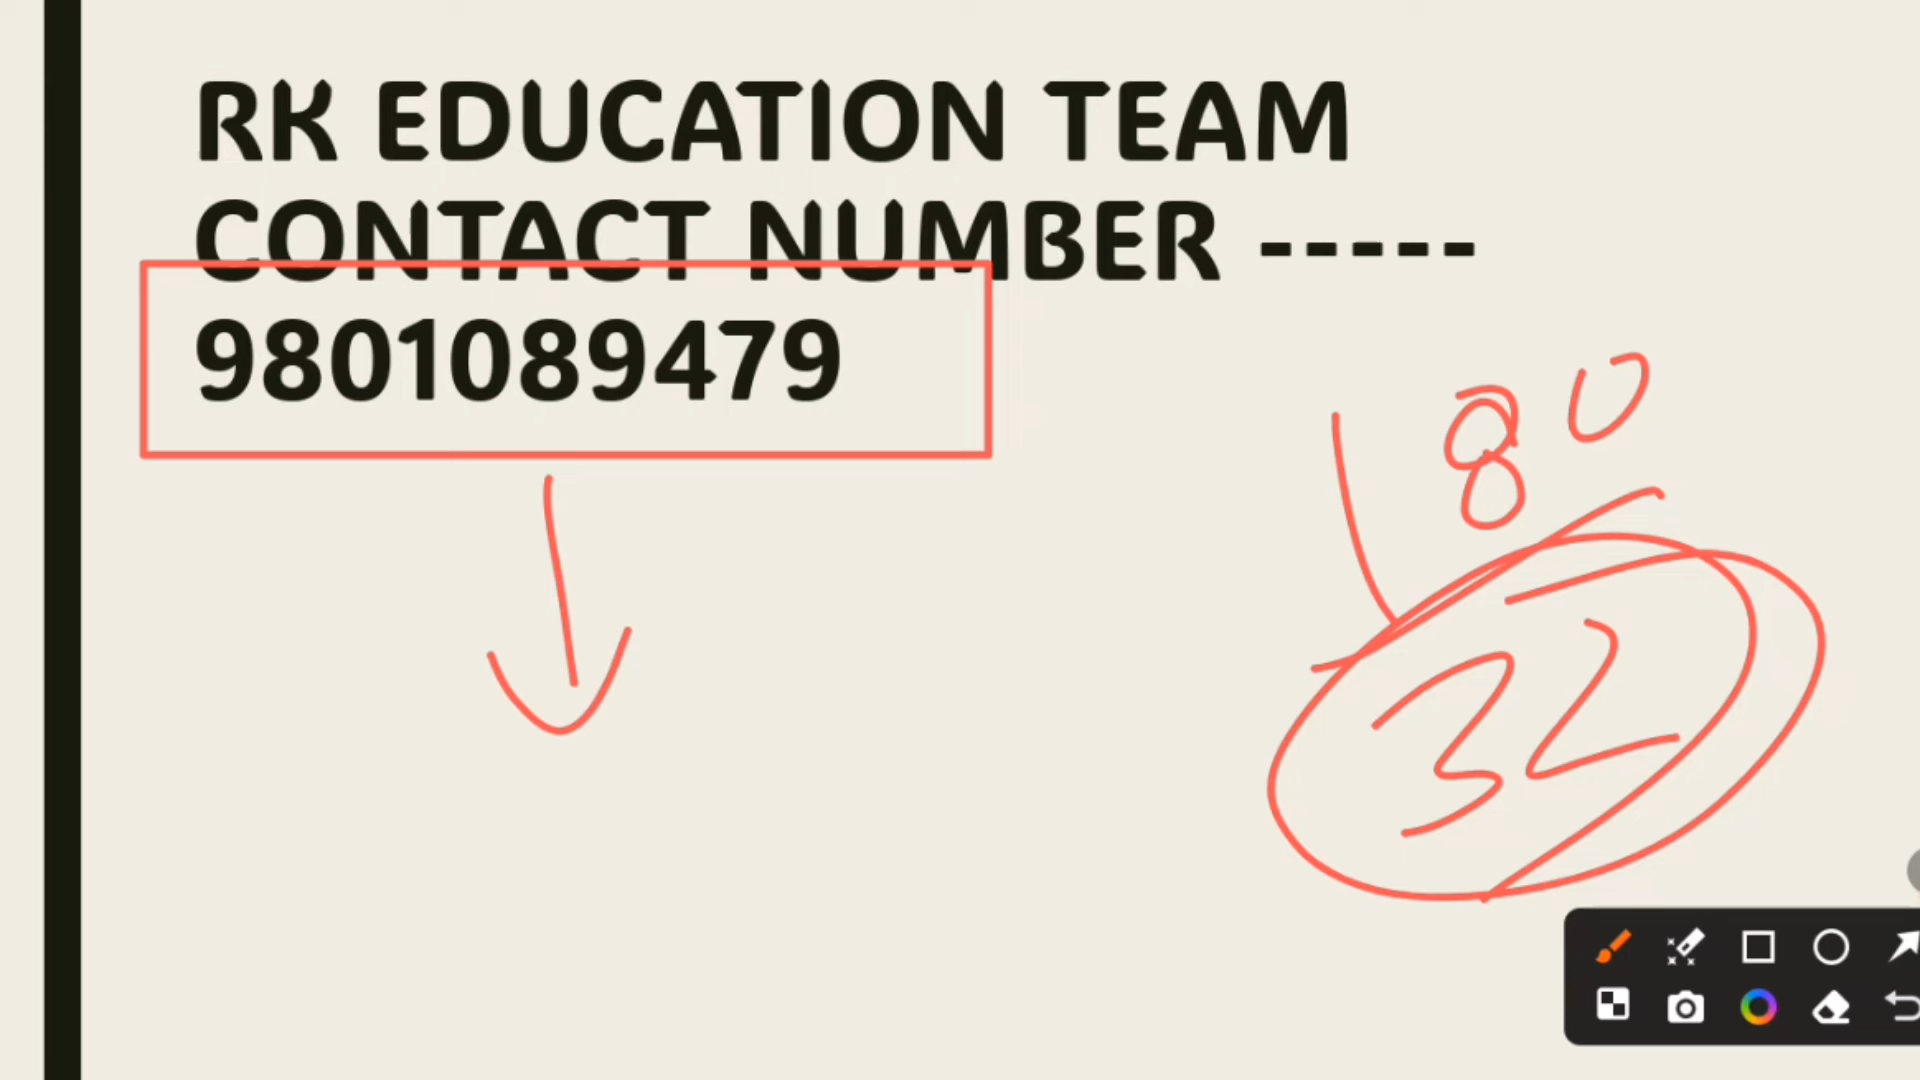 RK EDUCATION TEAM
CONTACT NUMBER -----
9801089479
80
32